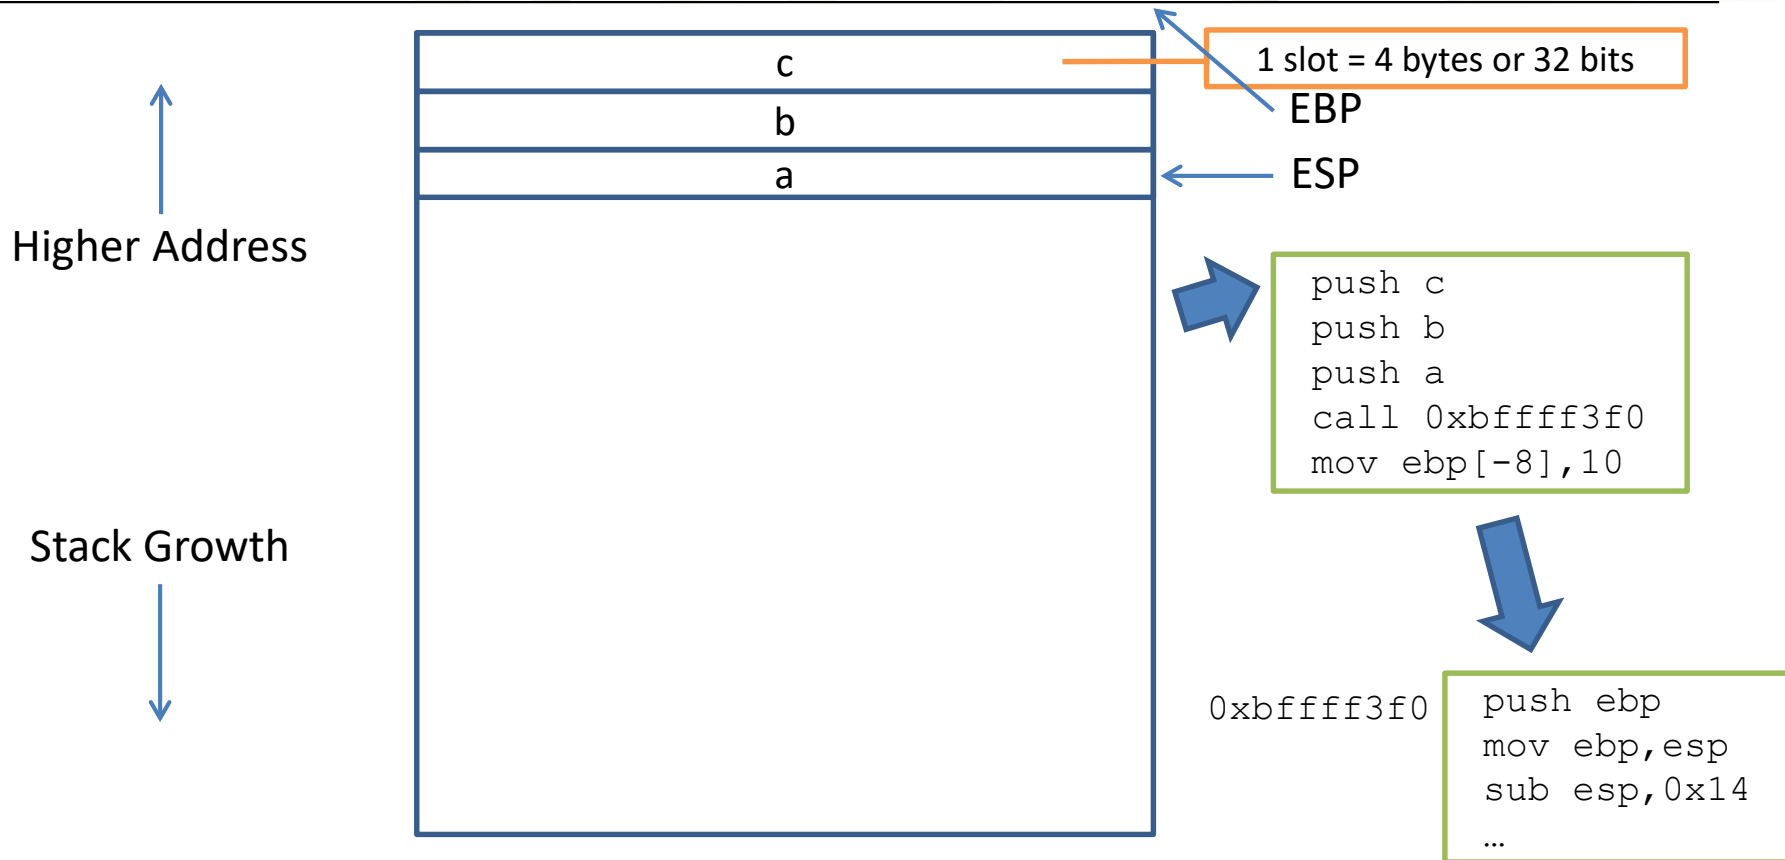 c
1 slot = 4 bytes or 32 bits
EBP
b
a
ESP
Higher Address
push c
push b
push a
call 0xbffff3f0
mov ebp[-8],10
Stack Growth
0xbffff3f0
push ebp
mov ebp,esp
sub esp,0x14
…